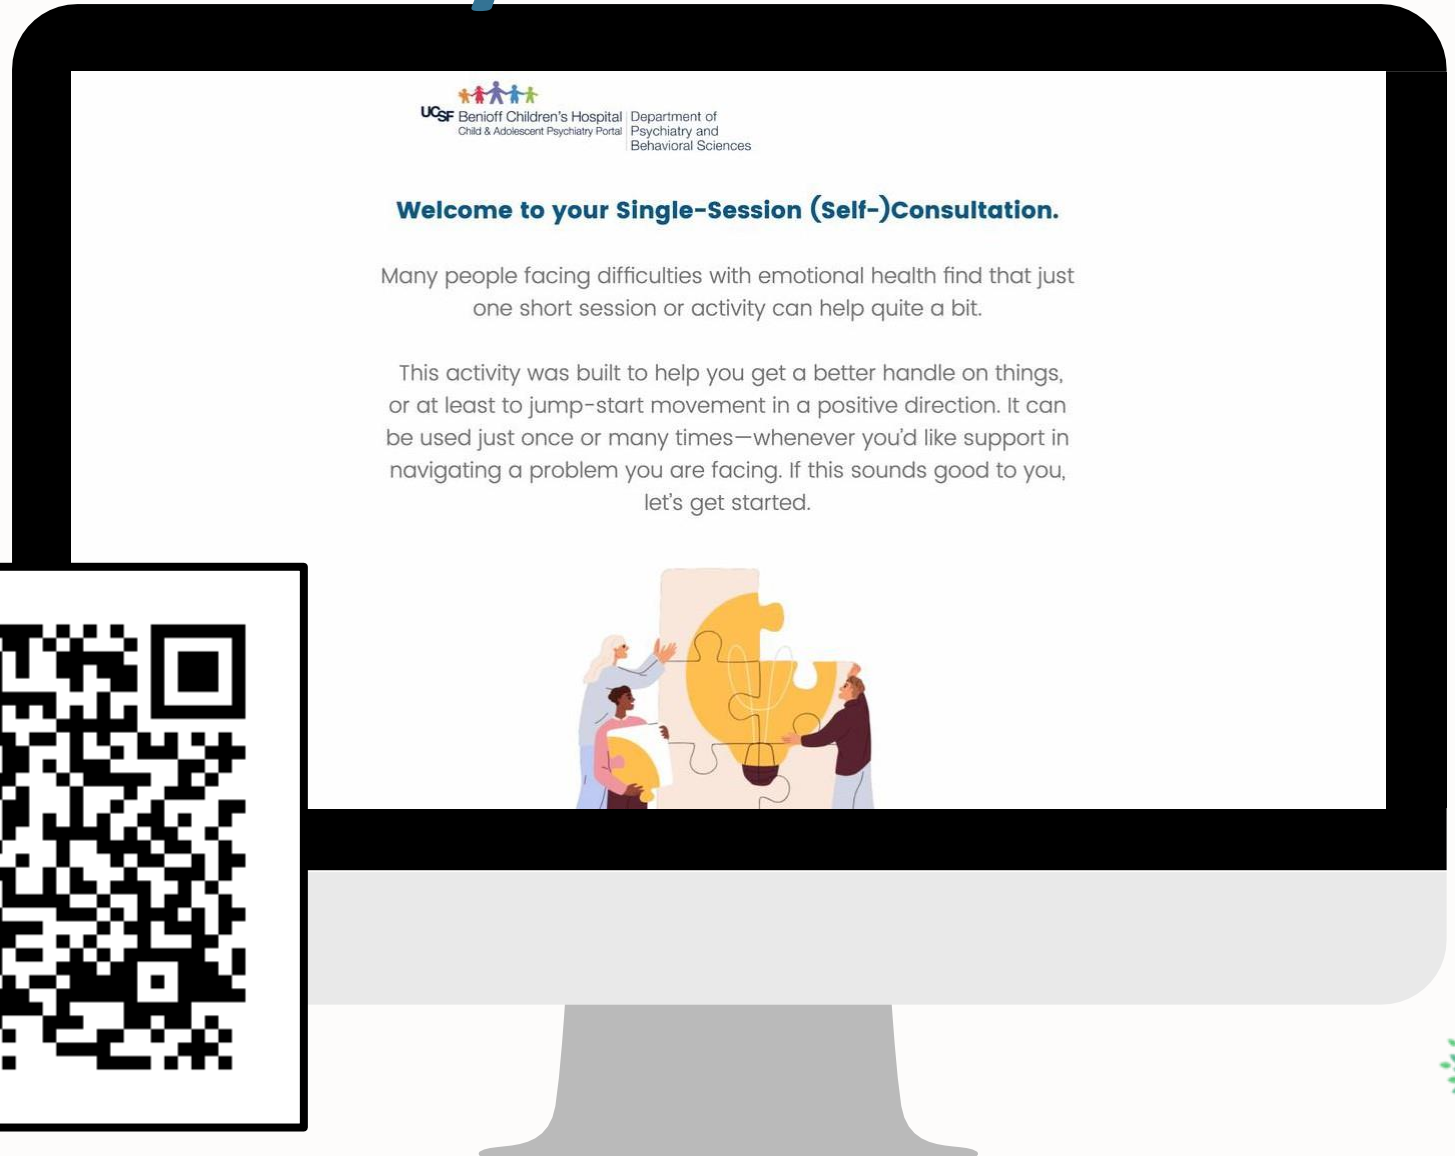 UCSF Benioff Children's Hospital
Child & Adolescent Psychiatry Portal
Department of
Psychiatry and
Behavioral Sciences
Welcome to your Single-Session (Self-)Consultation.
Many people facing difficulties with emotional health find that just
one short session or activity can help quite a bit.
This activity was built to help you get a better handle on things,
or at least to jump-start movement in a positive direction. It can
be used just once or many times—whenever you'd like support in
navigating a problem you are facing. If this sounds good to you,
let's get started.